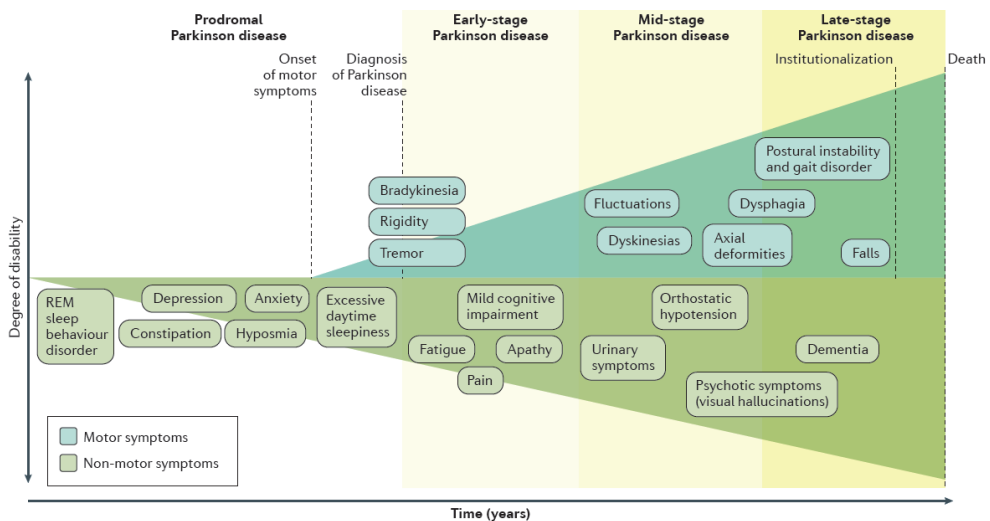 Prodromal
Parkinson disease
Early-stage
Parkinson disease
Mid-stage
Parkinson disease
Late-stage
Parkinson disease
Onset
of motor
symptoms
Diagnosis
of Parkinson
disease
Institutionalization
Death
Degree of disability
Postural instability
and gait disorder
Bradykinesia
Rigidity
Tremor
Fluctuations
Dysphagia
Dyskinesias
Axial
deformities
Falls
REM
sleep
behaviour
disorder
Depression
Anxiety
Constipation
Hyposmia
Excessive
daytime
sleepiness
Mild cognitive
impairment
Orthostatic
hypotension
Fatigue
Apathy
Pain
Urinary
symptoms
Dementia
Psychotic symptoms
(visual hallucinations)
Motor symptoms
Non-motor symptoms
Time (years)